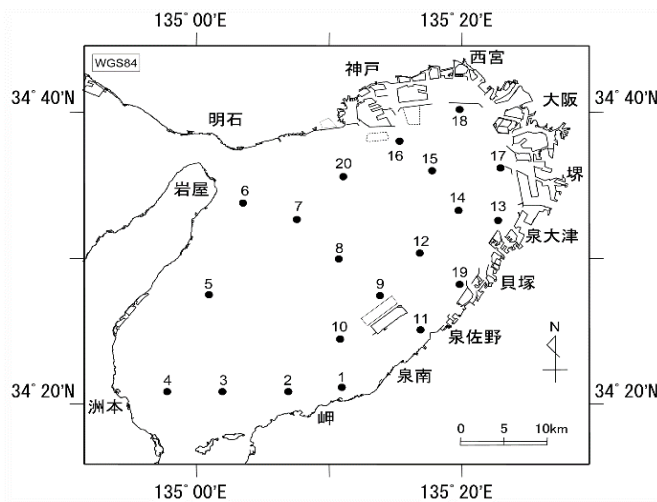 135° 00′E 135° 20′E
WGS84
西宮
神戸
34° 40′N 34° 40′N
大阪
明石
18
16 15 17
20 堺
岩屋
6
7 14 13
泉大津
8 12
5 9 19 貝塚
10 11 N
泉佐野
泉南
4 3 2 1
34° 20′N 34° 20′N
洲本 岬
0 5 10km
135° 00′E 135° 20′E